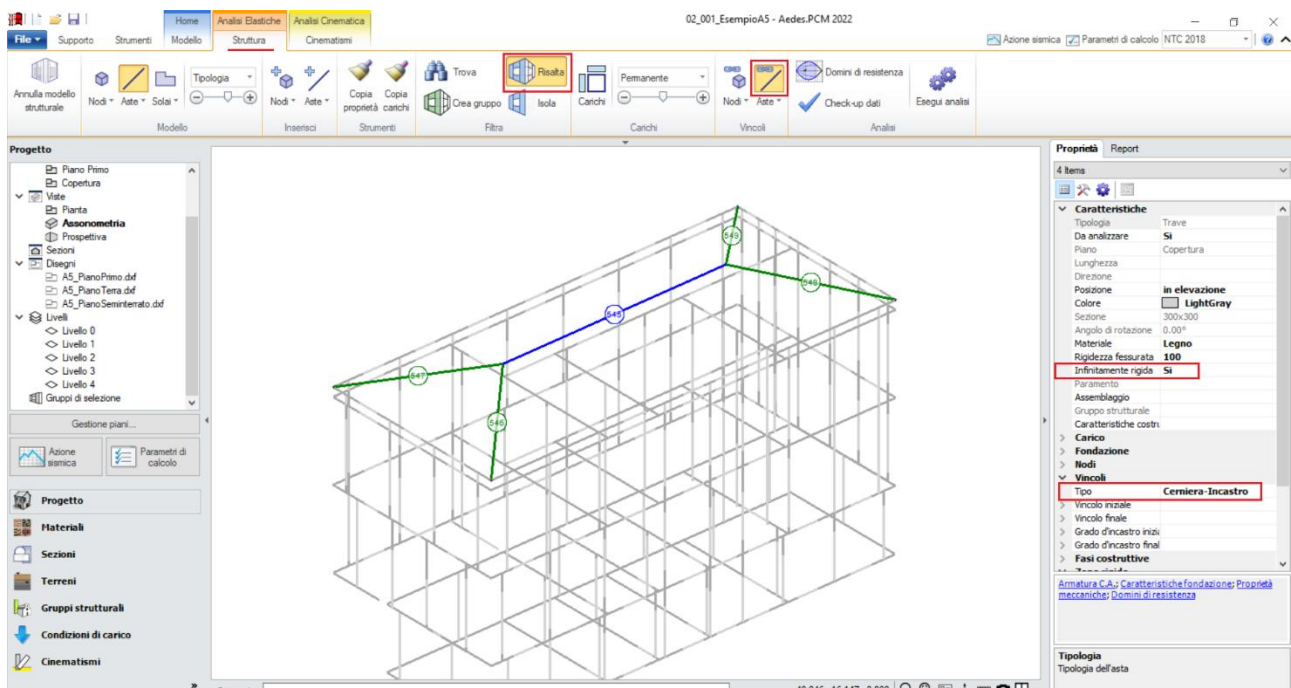 02_001_EsempioA5 - Aedes.PCM 2022
Home Analisi Elastiche Analisi Cinematica
File Supporto Strumenti Modello Struttura Cinematismi
Azione sismica Parametri di calcolo NTC 2018
Annulla modello strutturale
Nodi Aste Solai
Tipologia
Modello
Nodi Aste
Inserisci
Copia proprietà
Copia carichi
Strumenti
Trova
Crea gruppo
Risalta
Isola
Filtra
Carichi
Permanente
Carichi
Nodi Aste
Vincoli
Domini di resistenza
Check-up dati
Esegui analisi
Analisi
Progetto
Piano Primo
Copertura
Viste
Pianta
Assonometria
Prospettiva
Sezioni
Disegni
A5_PianoPrimo.dxf
A5_PianoTerra.dxf
A5_PianoSeminterrato.dxf
Livelli
Livello 0
Livello 1
Livello 2
Livello 3
Livello 4
Gruppi di selezione
Gestione piani...
Azione sismica
Parametri di calcolo
Progetto
Materiali
Sezioni
Terreni
Gruppi strutturali
Condizioni di carico
Cinematismi
549
548
545
547
546
Proprietà Report
4 Items
Caratteristiche
Tipologia Trave
Da analizzare Sì
Piano Copertura
Lunghezza
Direzione
Posizione in elevazione
Colore LightGray
Sezione 300x300
Angolo di rotazione 0.00°
Materiale Legno
Rigidezza fessurata 100
Infinitamente rigida Sì
Paramento
Assemblaggio
Gruppo strutturale
Caratteristiche costru
Carico
Fondazione
Nodi
Vincoli
Tipo Cerniera-Incastro
Vincolo iniziale
Vincolo finale
Grado d'incastro inizia
Grado d'incastro final
Fasi costruttive
Armatura C.A.; Caratteristiche fondazione; Proprietà
meccaniche; Domini di resistenza
Tipologia
Tipologia dell'asta